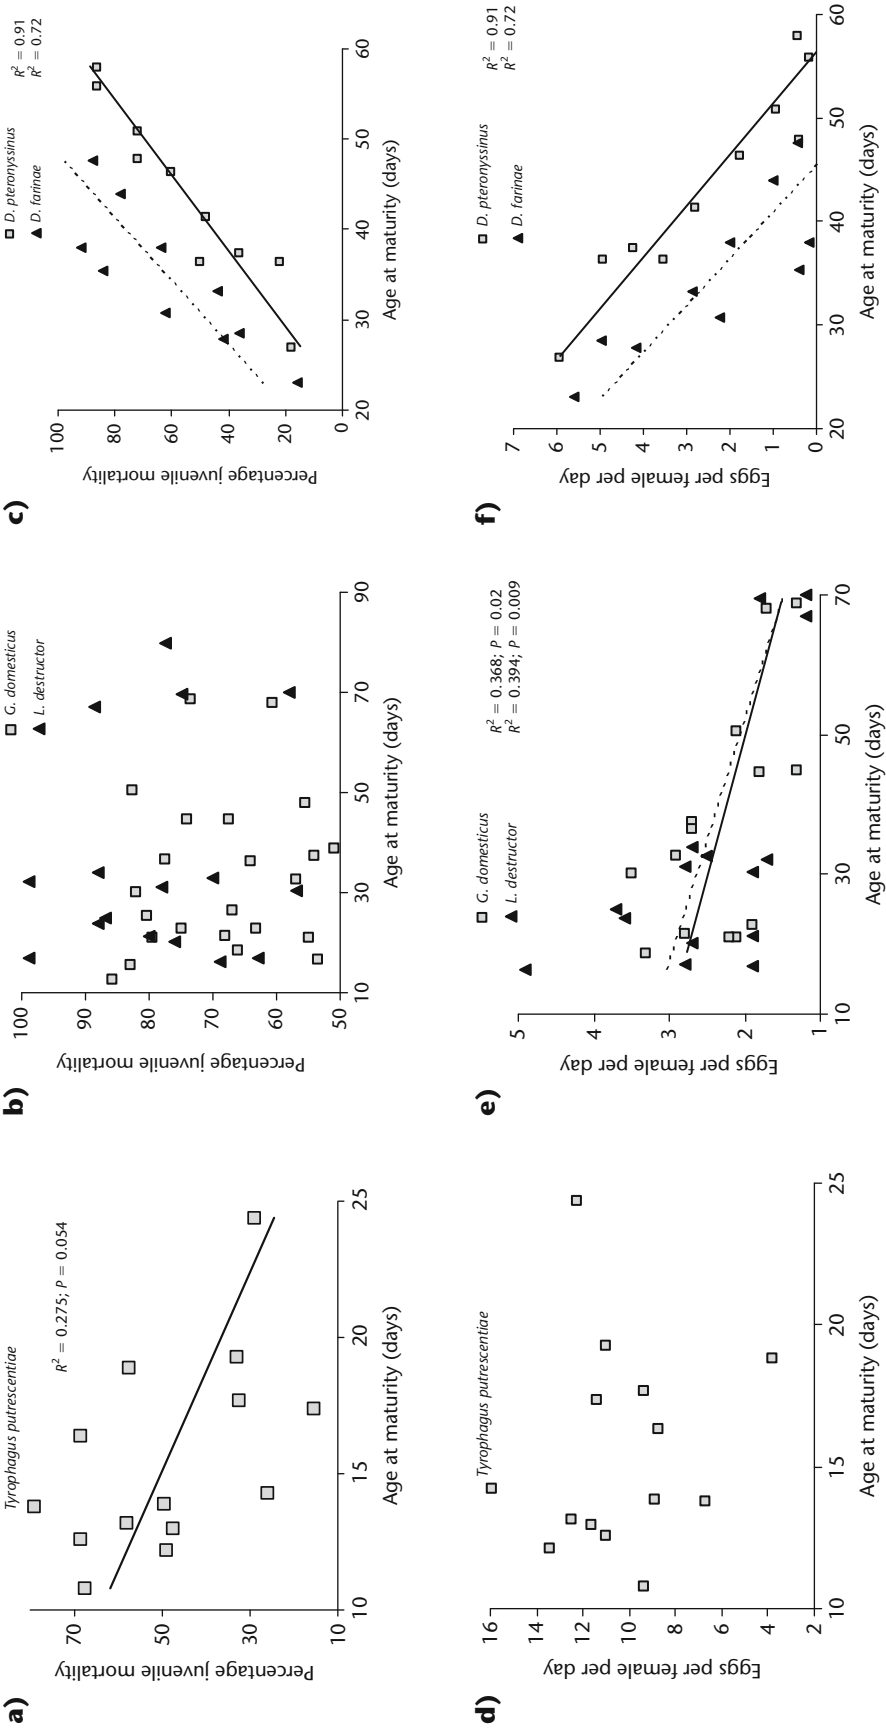 a)
Tyrophagus putrescentiae
R² = 0.275; P = 0.054
Percentage juvenile mortality
70
50
30
10
10
15
20
25
Age at maturity (days)
b)
G. domesticus
L. destructor
Percentage juvenile mortality
100
90
80
70
60
50
10
30
50
70
90
Age at maturity (days)
c)
D. pteronyssinus
D. farinae
R² = 0.91
R² = 0.72
Percentage juvenile mortality
100
80
60
40
20
0
20
30
40
50
60
Age at maturity (days)
d)
Tyrophagus putrescentiae
Eggs per female per day
16
14
12
10
8
6
4
2
10
15
20
25
Age at maturity (days)
e)
G. domesticus
L. destructor
R² = 0.368; P = 0.02
R² = 0.394; P = 0.009
Eggs per female per day
5
4
3
2
1
10
30
50
70
Age at maturity (days)
f)
D. pteronyssinus
D. farinae
R² = 0.91
R² = 0.72
Eggs per female per day
7
6
5
4
3
2
1
0
20
30
40
50
60
Age at maturity (days)